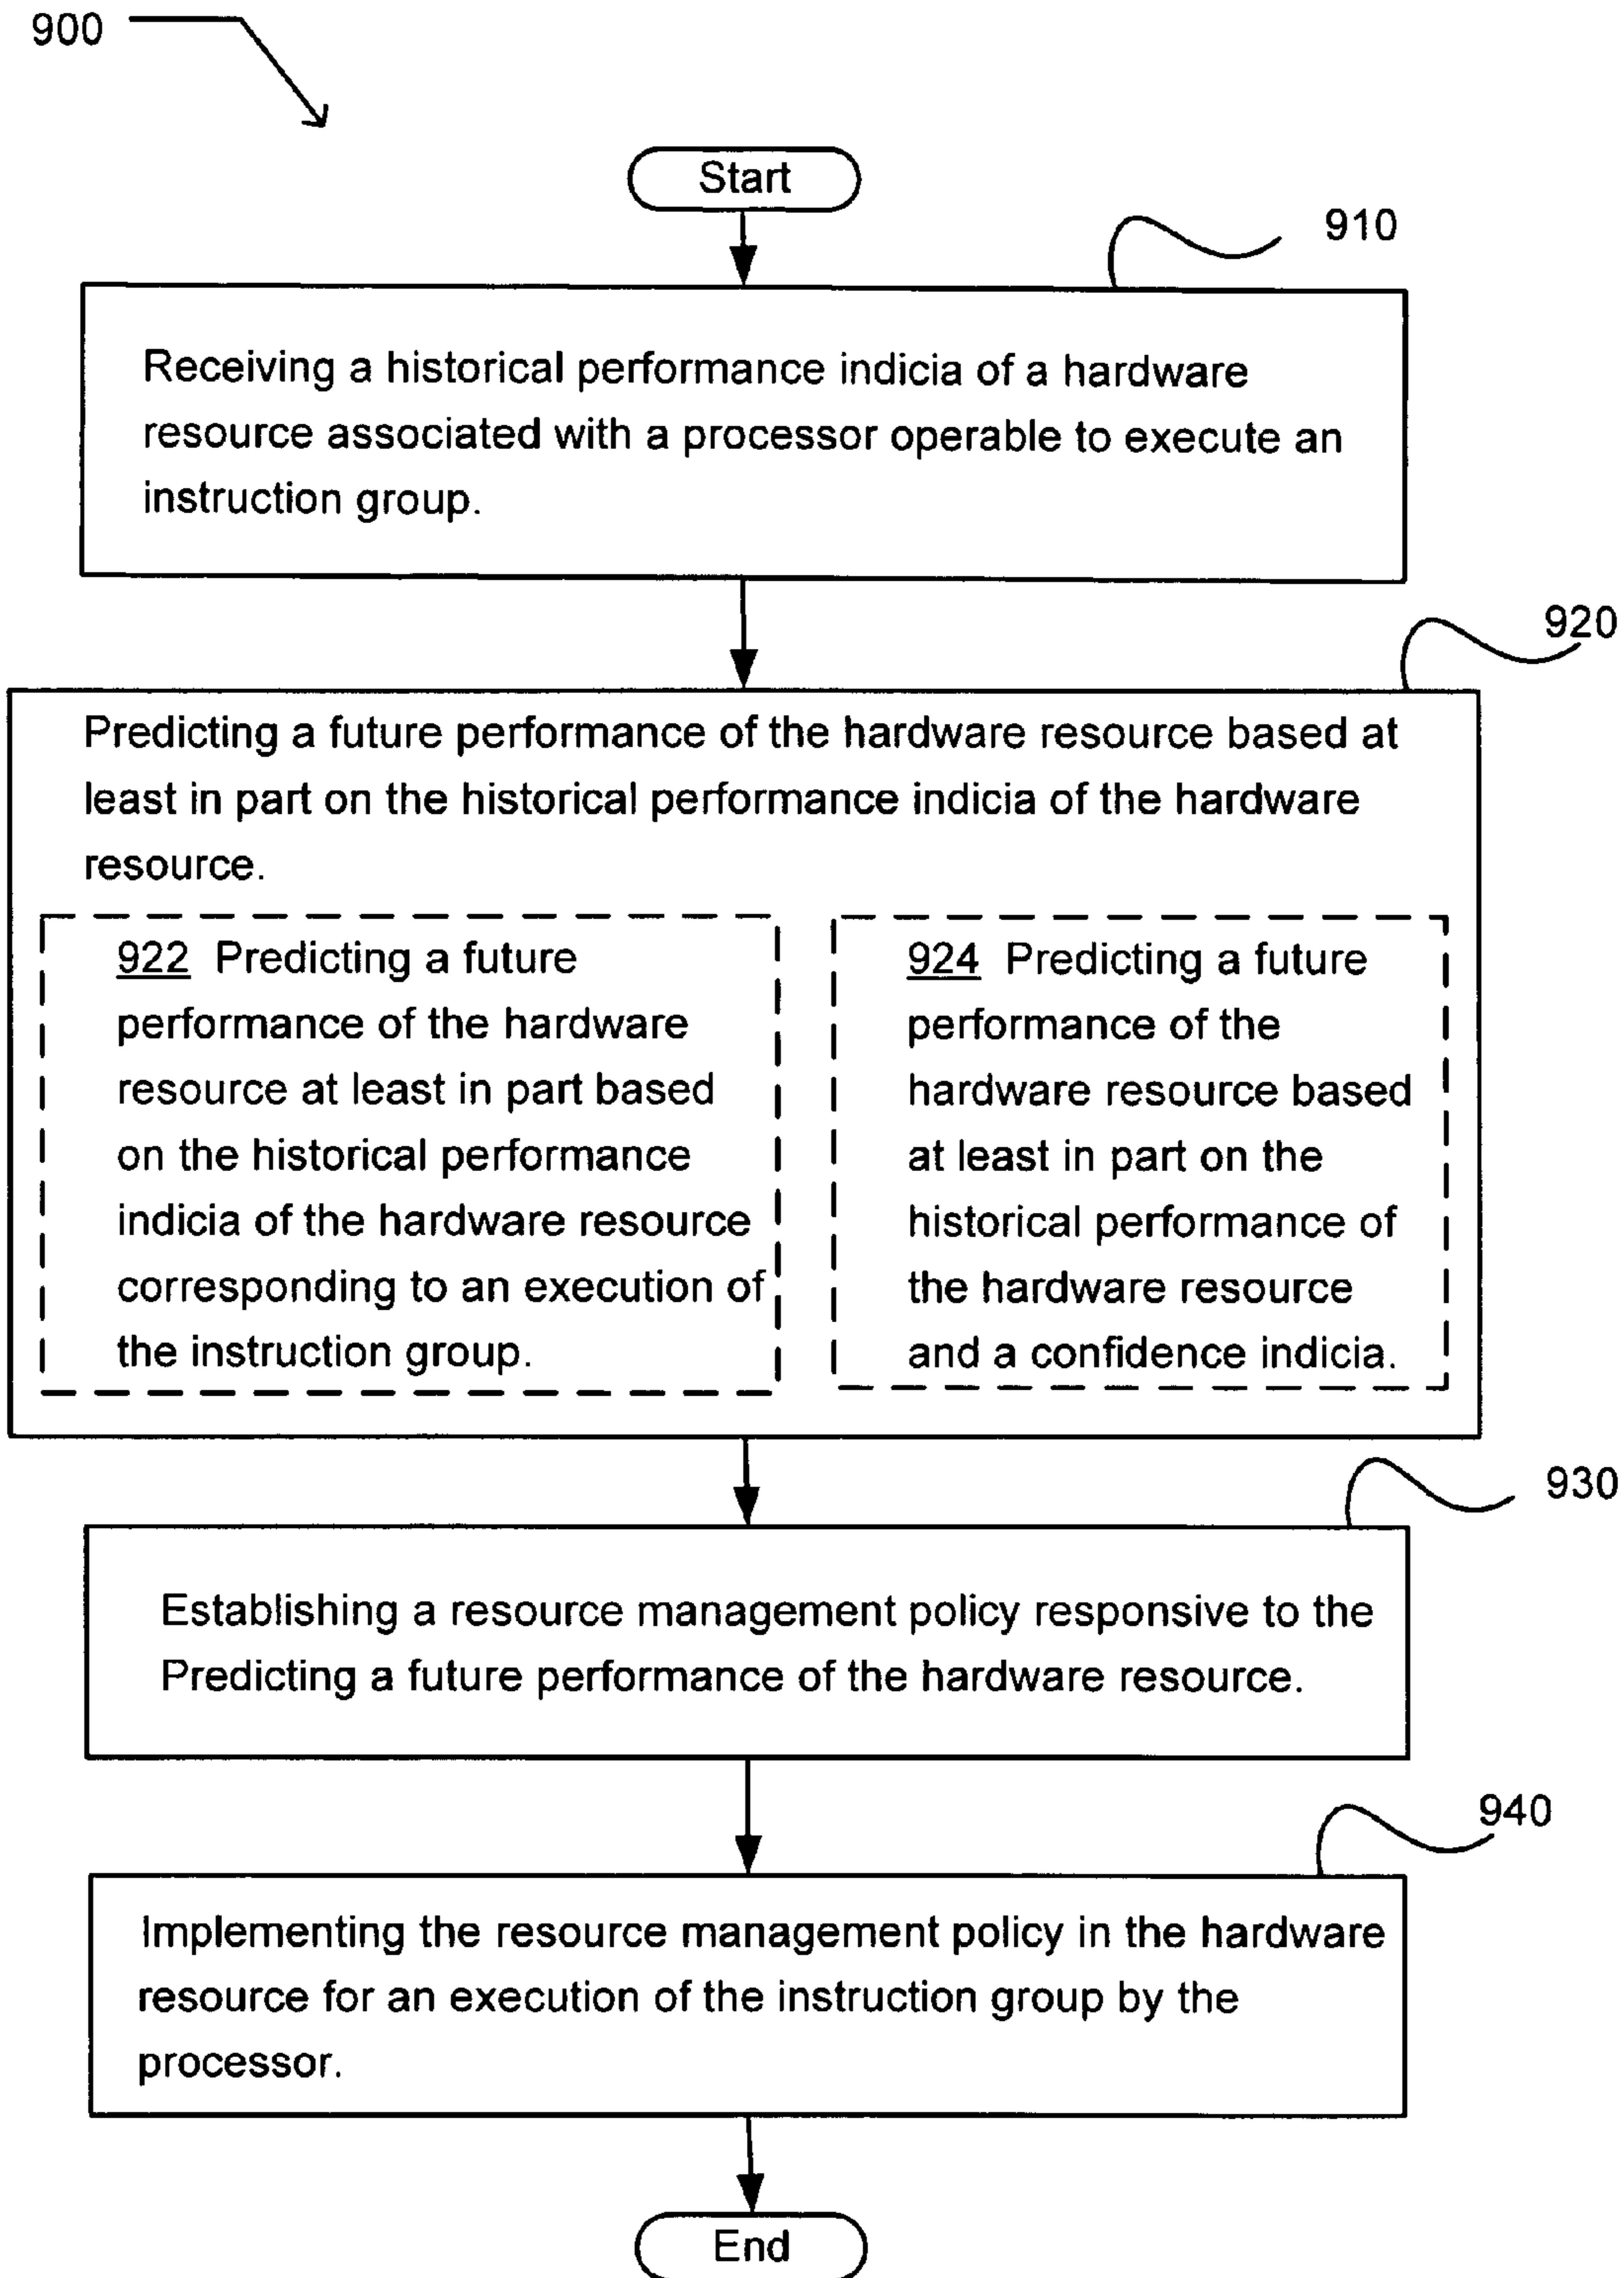 900
Start
910
Receiving a historical performance indicia of a hardware
resource associated with a processor operable to execute an
instruction group.
920
Predicting a future performance of the hardware resource based at
least in part on the historical performance indicia of the hardware
resource.
922 Predicting a future
performance of the hardware
resource at least in part based
on the historical performance
indicia of the hardware resource
corresponding to an execution of
the instruction group.
924 Predicting a future
performance of the
hardware resource based
at least in part on the
historical performance of
the hardware resource
and a confidence indicia.
930
Establishing a resource management policy responsive to the
Predicting a future performance of the hardware resource.
940
Implementing the resource management policy in the hardware
resource for an execution of the instruction group by the
processor.
End